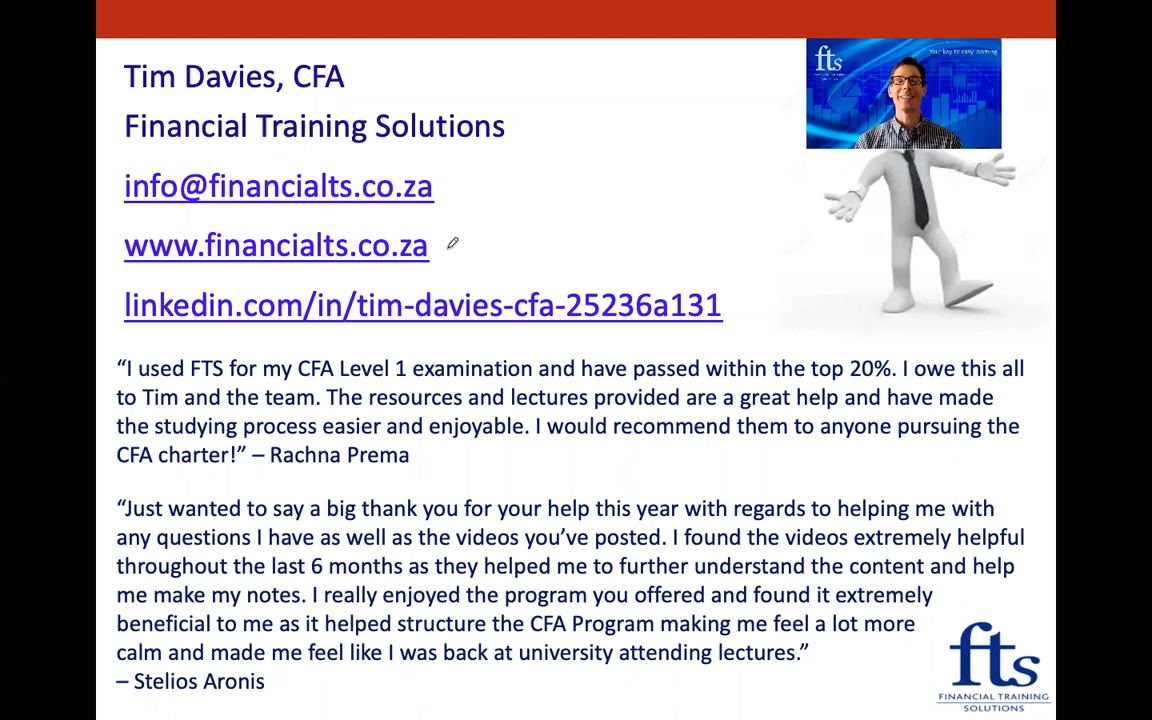 Tim Davies, CFA
Financial Training Solutions
info@financialts.co.za
www.financialts.co.za
linkedin.com/in/tim-davies-cfa-25236a131
fts
Your key to easy learning
“I used FTS for my CFA Level 1 examination and have passed within the top 20%. I owe this all
to Tim and the team. The resources and lectures provided are a great help and have made
the studying process easier and enjoyable. I would recommend them to anyone pursuing the
CFA charter!” – Rachna Prema
“Just wanted to say a big thank you for your help this year with regards to helping me with
any questions I have as well as the videos you’ve posted. I found the videos extremely helpful
throughout the last 6 months as they helped me to further understand the content and help
me make my notes. I really enjoyed the program you offered and found it extremely
beneficial to me as it helped structure the CFA Program making me feel a lot more
calm and made me feel like I was back at university attending lectures.”
– Stelios Aronis
fts
FINANCIAL TRAINING
SOLUTIONS